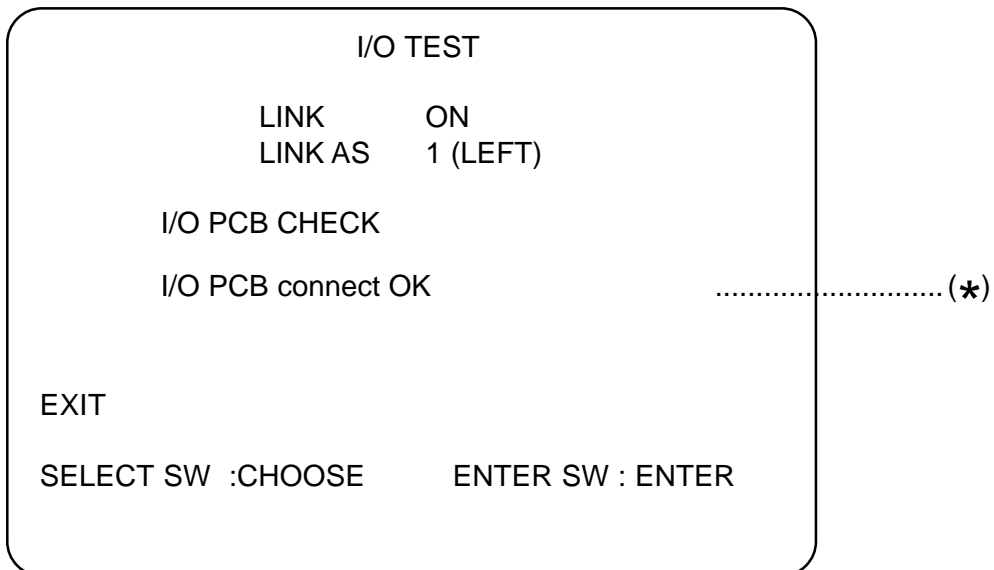 I/O TEST
LINK ON
LINK AS 1 (LEFT)
I/O PCB CHECK
I/O PCB connect OK ............................(*)
EXIT
SELECT SW :CHOOSE ENTER SW : ENTER